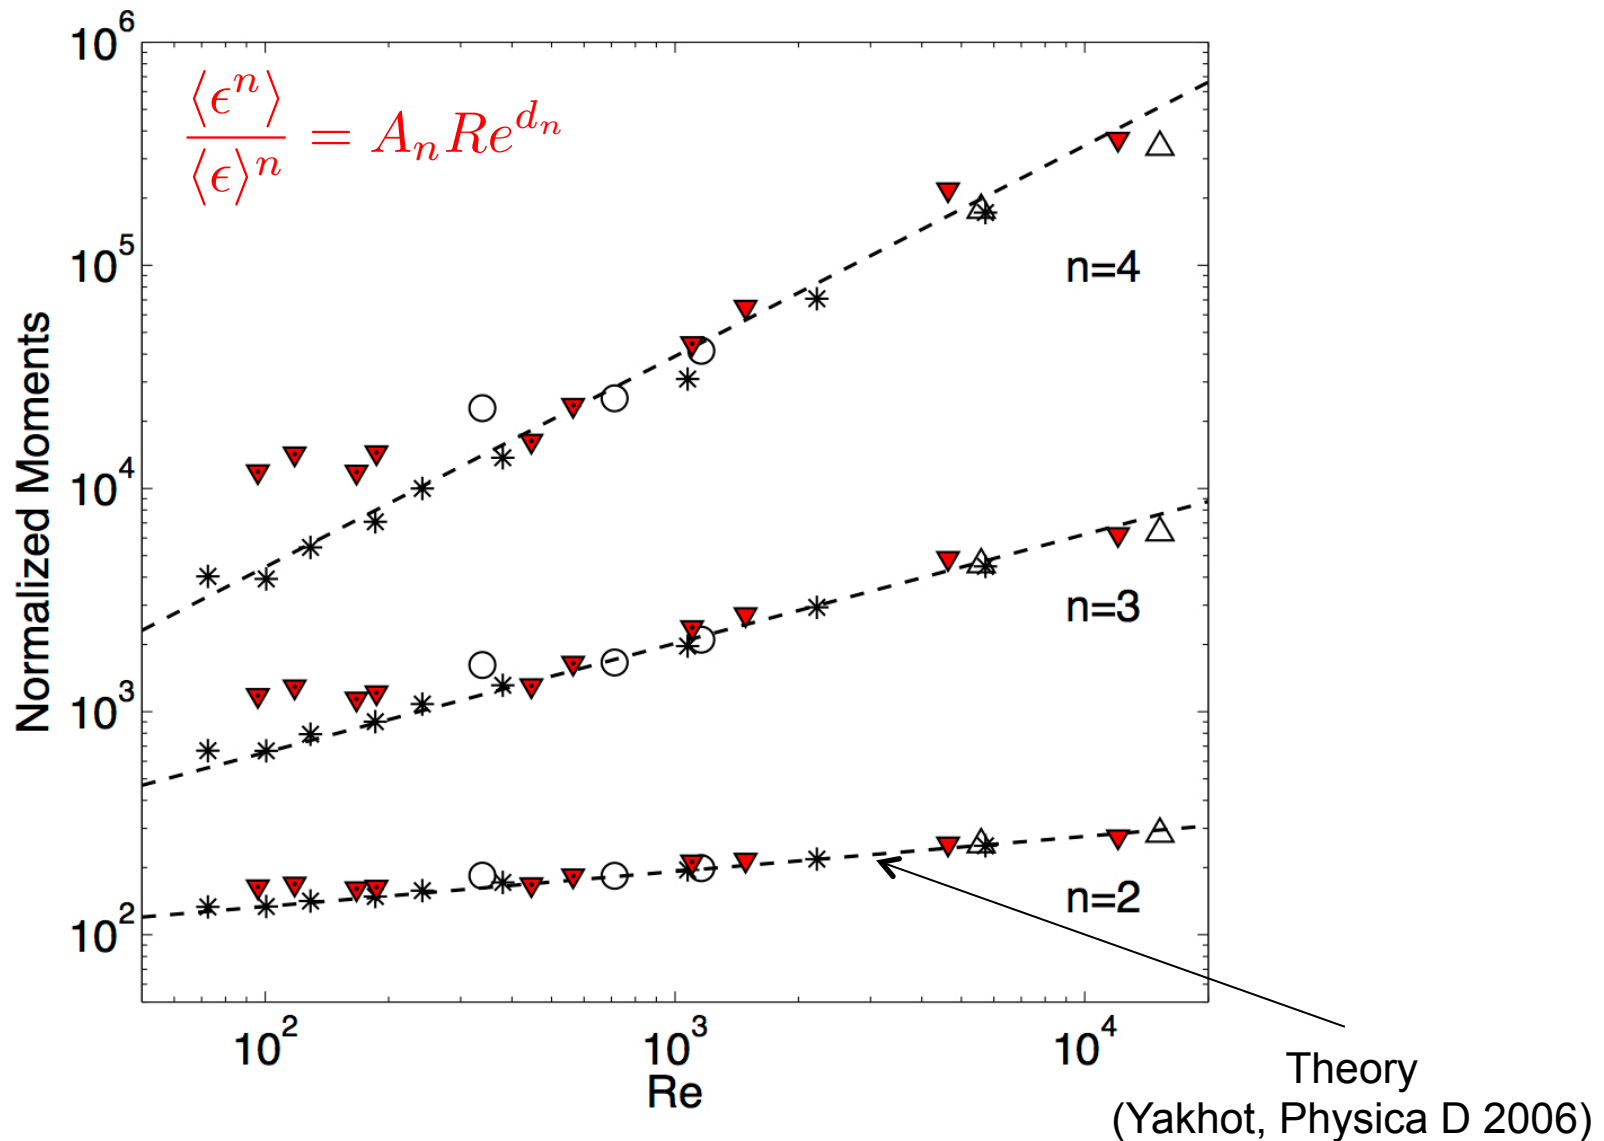 10^6
⟨ϵ^n⟩ / ⟨ϵ⟩^n = A_n Re^{d_n}
10^5
n=4
Normalized Moments
10^4
n=3
10^3
n=2
10^2
10^2 10^3 10^4
Re
Theory
(Yakhot, Physica D 2006)